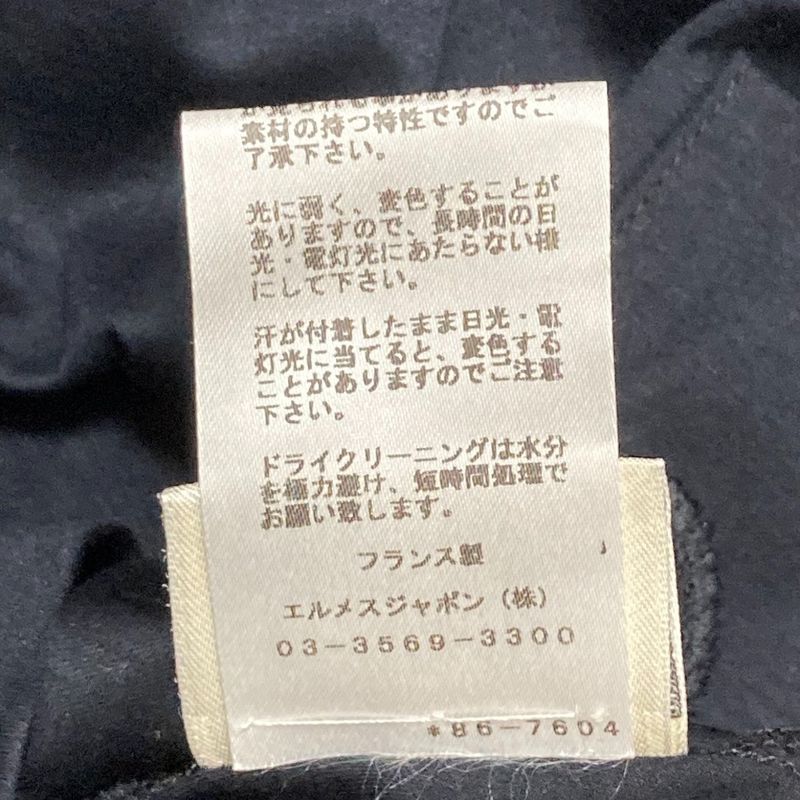 素材の持つ特性ですのでご
了承下さい。
光に弱く、変色することが
ありますので、長時間の日
光・電灯光にあたらない様
にして下さい。
汗が付着したまま日光・電
灯光に当てると、変色する
ことがありますのでご注意
下さい。
ドライクリーニングは水分
を極力避け、短時間処理で
お願い致します。
フランス製
エルメスジャポン（株）
03－3569－3300
*86-7604